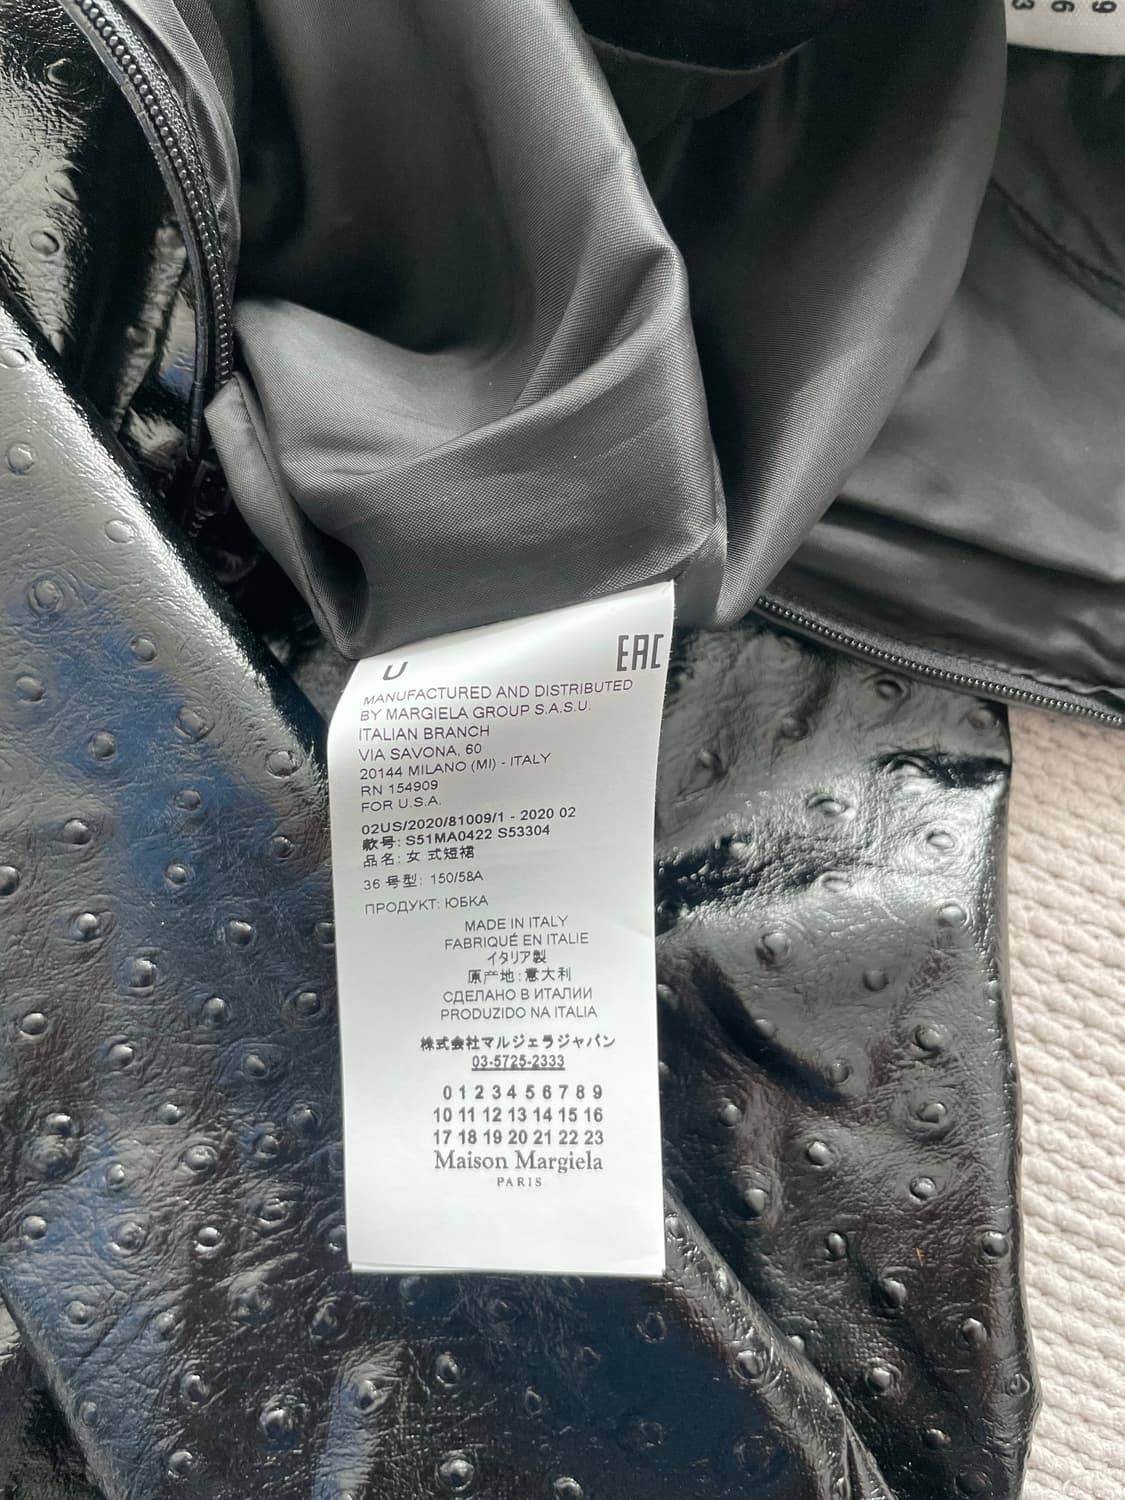 9
6
3
U
EAC
MANUFACTURED AND DISTRIBUTED
BY MARGIELA GROUP S.A.S.U.
ITALIAN BRANCH
VIA SAVONA, 60
20144 MILANO (MI) - ITALY
RN 154909
FOR U.S.A.
02US/2020/81009/1 - 2020 02
款号: S51MA0422 S53304
品名: 女 式短裙
36 号型: 150/58A
ПРОДУКТ: ЮБКА
MADE IN ITALY
FABRIQUÉ EN ITALIE
イタリア製
原产地:意大利
СДЕЛАНО В ИТАЛИИ
PRODUZIDO NA ITALIA
株式会社マルジェラジャパン
03-5725-2333
0 1 2 3 4 5 6 7 8 9
10 11 12 13 14 15 16
17 18 19 20 21 22 23
Maison Margiela
PARIS